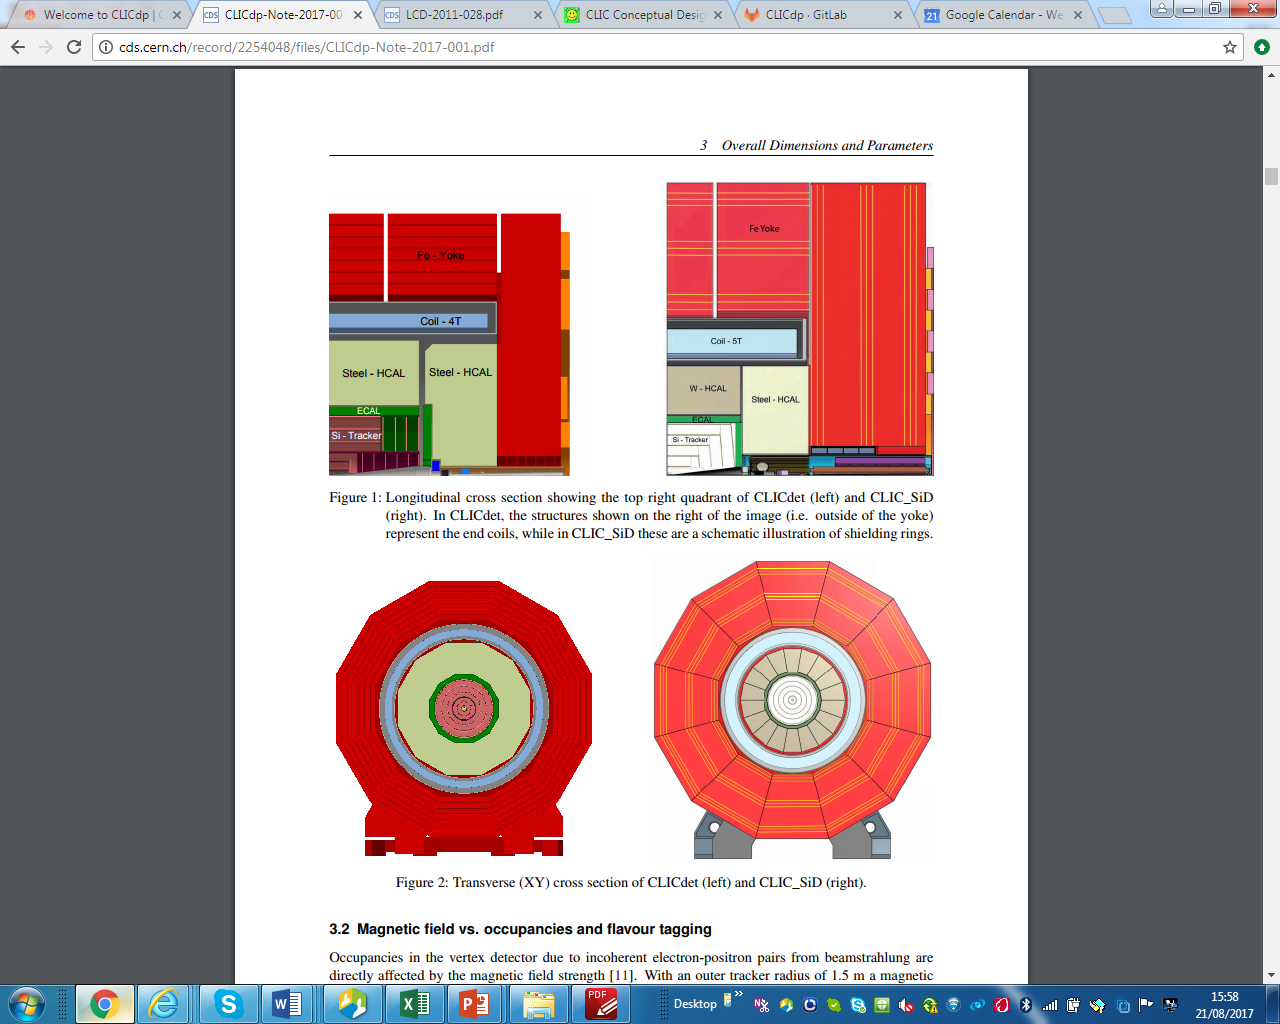 Welcome to CLICdp | C
CLICdp-Note-2017-00
LCD-2011-028.pdf
CLIC Conceptual Desig
CLICdp · GitLab
Google Calendar - We
cds.cern.ch/record/2254048/files/CLICdp-Note-2017-001.pdf
3 Overall Dimensions and Parameters
Fe - Yoke
Coil - 4T
Steel - HCAL
Steel - HCAL
ECAL
Si - Tracker
Fe Yoke
Coil - 5T
W - HCAL
Steel - HCAL
ECAL
Si - Tracker
Figure 1: Longitudinal cross section showing the top right quadrant of CLICdet (left) and CLIC_SiD
(right). In CLICdet, the structures shown on the right of the image (i.e. outside of the yoke)
represent the end coils, while in CLIC_SiD these are a schematic illustration of shielding rings.
Figure 2: Transverse (XY) cross section of CLICdet (left) and CLIC_SiD (right).
3.2 Magnetic field vs. occupancies and flavour tagging
Occupancies in the vertex detector due to incoherent electron-positron pairs from beamstrahlung are
directly affected by the magnetic field strength [11]. With an outer tracker radius of 1.5 m a magnetic
PDF
Desktop
15:58
21/08/2017